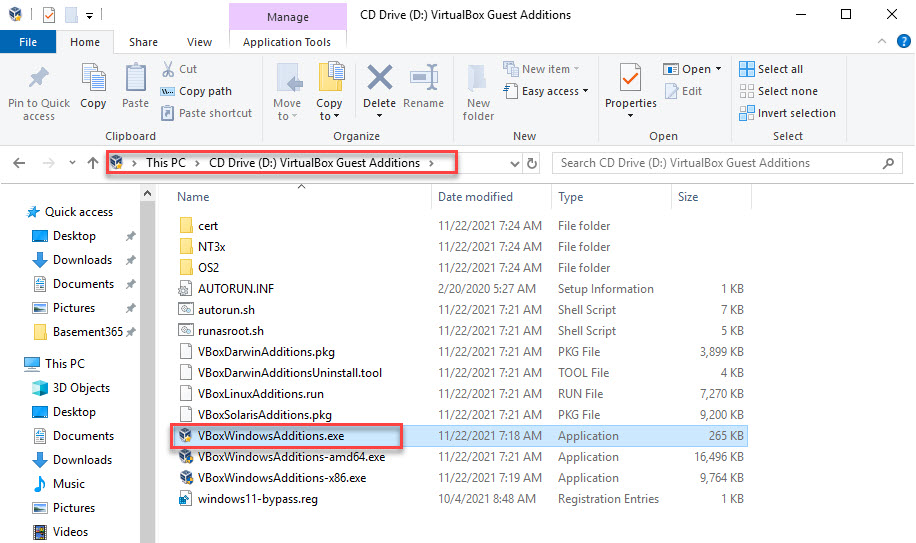 Manage
CD Drive (D:) VirtualBox Guest Additions
File
Home
Share
View
Application Tools
Pin to Quick access
Copy
Paste
Cut
Copy path
Paste shortcut
Clipboard
Move to
Copy to
Delete
Rename
Organize
New folder
New item
Easy access
New
Properties
Open
Edit
Open
Select all
Select none
Invert selection
Select
This PC > CD Drive (D:) VirtualBox Guest Additions >
Search CD Drive (D:) VirtualBox Guest Additions
Quick access
Desktop
Downloads
Documents
Pictures
Basement365
This PC
3D Objects
Desktop
Documents
Downloads
Music
Pictures
Videos
Name Date modified Type Size
cert 11/22/2021 7:24 AM File folder
NT3x 11/22/2021 7:24 AM File folder
OS2 11/22/2021 7:24 AM File folder
AUTORUN.INF 2/20/2020 5:27 AM Setup Information 1 KB
autorun.sh 11/22/2021 7:21 AM Shell Script 7 KB
runasroot.sh 11/22/2021 7:21 AM Shell Script 5 KB
VBoxDarwinAdditions.pkg 11/22/2021 7:21 AM PKG File 3,899 KB
VBoxDarwinAdditionsUninstall.tool 11/22/2021 7:21 AM TOOL File 4 KB
VBoxLinuxAdditions.run 11/22/2021 7:21 AM RUN File 7,270 KB
VBoxSolarisAdditions.pkg 11/22/2021 7:21 AM PKG File 9,200 KB
VBoxWindowsAdditions.exe 11/22/2021 7:18 AM Application 265 KB
VBoxWindowsAdditions-amd64.exe 11/22/2021 7:21 AM Application 16,496 KB
VBoxWindowsAdditions-x86.exe 11/22/2021 7:19 AM Application 9,764 KB
windows11-bypass.reg 10/4/2021 8:48 AM Registration Entries 1 KB